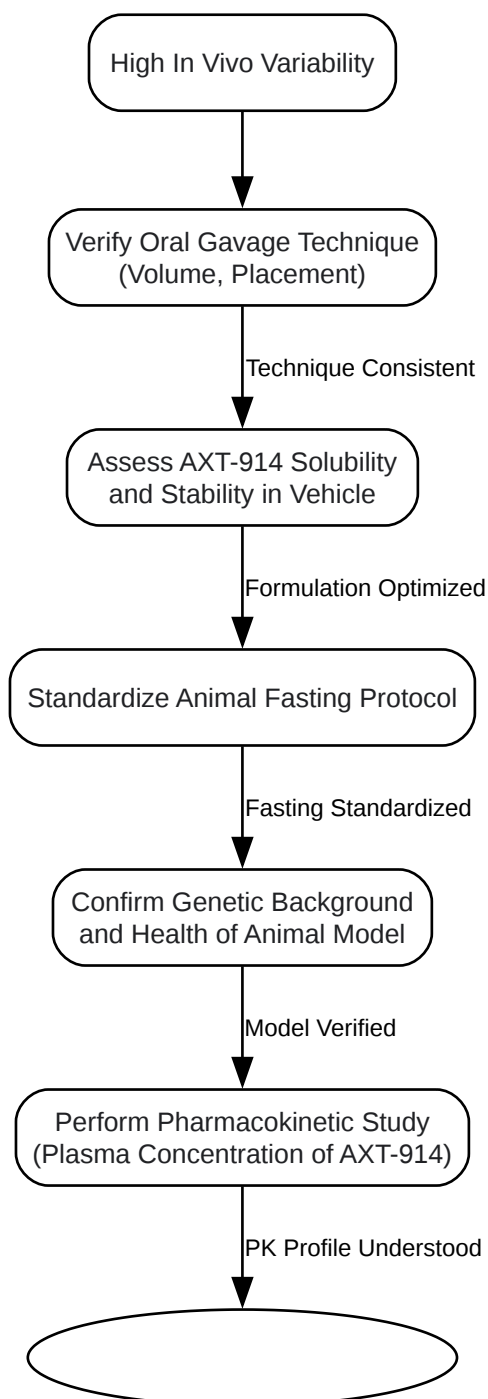 High In Vivo Variability
Verify Oral Gavage Technique
(Volume, Placement)
Technique Consistent
Assess AXT-914 Solubility
and Stability in Vehicle
Formulation Optimized
Standardize Animal Fasting Protocol
Fasting Standardized
Confirm Genetic Background
and Health of Animal Model
Model Verified
Perform Pharmacokinetic Study
(Plasma Concentration of AXT-914)
PK Profile Understood